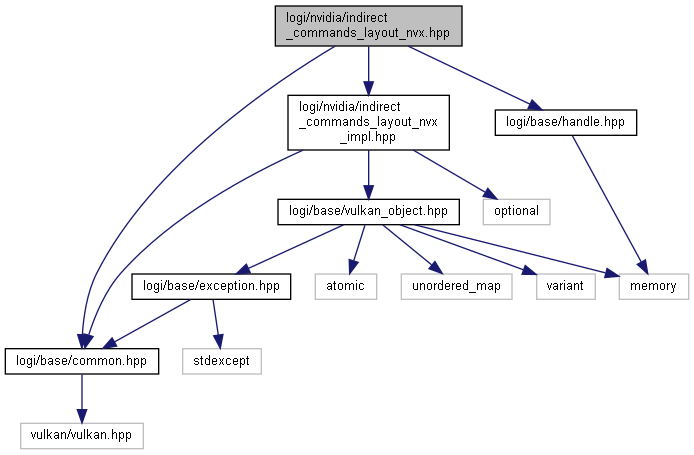 logi/nvidia/indirect
_commands_layout_nvx.hpp
logi/nvidia/indirect
_commands_layout_nvx
_impl.hpp
logi/base/handle.hpp
logi/base/vulkan_object.hpp
optional
logi/base/exception.hpp
atomic
unordered_map
variant
memory
logi/base/common.hpp
stdexcept
vulkan/vulkan.hpp